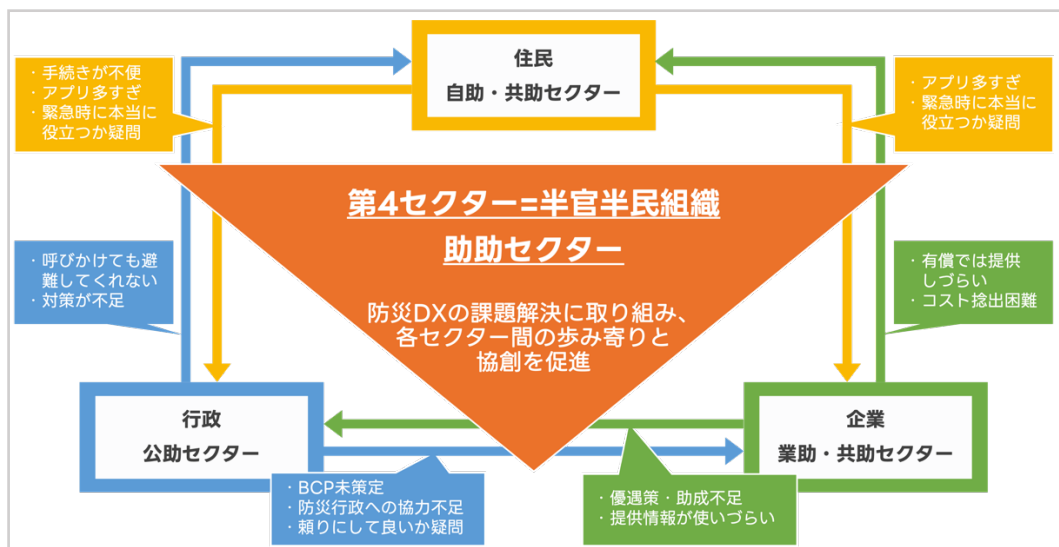 住民
自助・共助セクター
・手続きが不便
・アプリ多すぎ
・緊急時に本当に
役立つか疑問
・アプリ多すぎ
・緊急時に本当に
役立つか疑問
第4セクター=半官半民組織
助助セクター
防災DXの課題解決に取り組み、
各セクター間の歩み寄りと
協創を促進
・呼びかけても避
難してくれない
・対策が不足
・有償では提供
しづらい
・コスト捻出困難
行政
公助セクター
企業
業助・共助セクター
・BCP未策定
・防災行政への協力不足
・頼りにして良いか疑問
・優遇策・助成不足
・提供情報が使いづらい